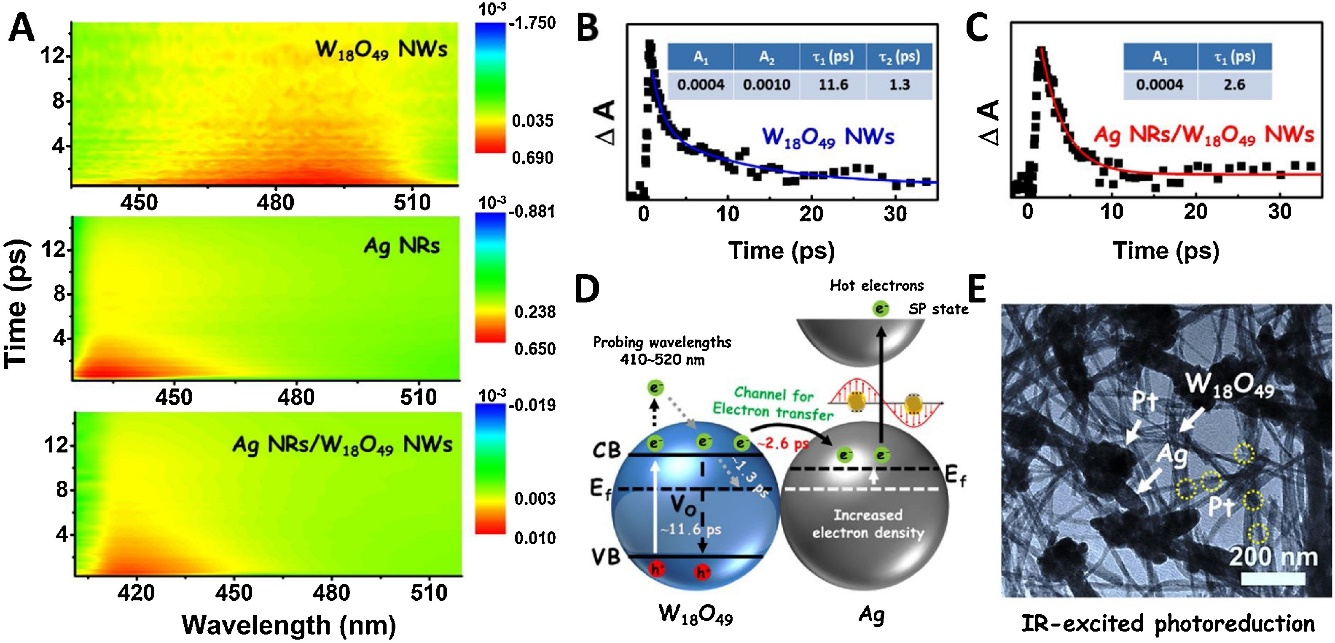 A
W₁₈O₄₉ NWs
12
8
4
450
480
510
10⁻³
-1.750
0.035
0.690
Ag NRs
12
8
4
450
480
510
10⁻³
-0.881
0.238
0.650
Ag NRs/W₁₈O₄₉ NWs
12
8
4
420
450
480
510
10⁻³
-0.019
0.003
0.010
Time (ps)
Wavelength (nm)
B
A₁ A₂ τ₁ (ps) τ₂ (ps)
0.0004 0.0010 11.6 1.3
W₁₈O₄₉ NWs
Δ A
0 10 20 30
Time (ps)
C
A₁ τ₁ (ps)
0.0004 2.6
Ag NRs/W₁₈O₄₉ NWs
Δ A
0 10 20 30
Time (ps)
D
Hot electrons
e⁻ SP state
Probing wavelengths
410~520 nm
e⁻
Channel for
Electron transfer
~2.6 ps
CB e⁻ e⁻ e⁻
e⁻ e⁻
~1.3 ps
E_f
V_O
~11.6 ps
VB
h⁺ h⁺
E_f
Increased
electron density
W₁₈O₄₉
Ag
E
W₁₈O₄₉
Pt
Ag
Pt
200 nm
IR-excited photoreduction